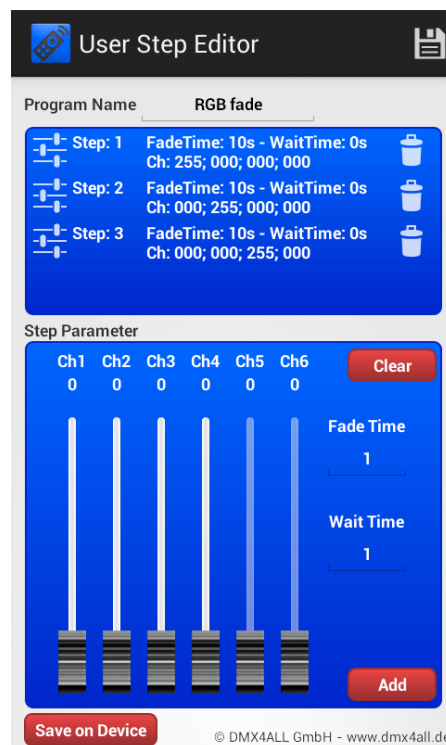 User Step Editor
Program Name RGB fade
Step: 1 FadeTime: 10s - WaitTime: 0s
Ch: 255; 000; 000; 000
Step: 2 FadeTime: 10s - WaitTime: 0s
Ch: 000; 255; 000; 000
Step: 3 FadeTime: 10s - WaitTime: 0s
Ch: 000; 000; 255; 000
Step Parameter
Ch1 Ch2 Ch3 Ch4 Ch5 Ch6
0 0 0 0 0 0
Clear
Fade Time
1
Wait Time
1
Add
Save on Device
© DMX4ALL GmbH - www.dmx4all.de